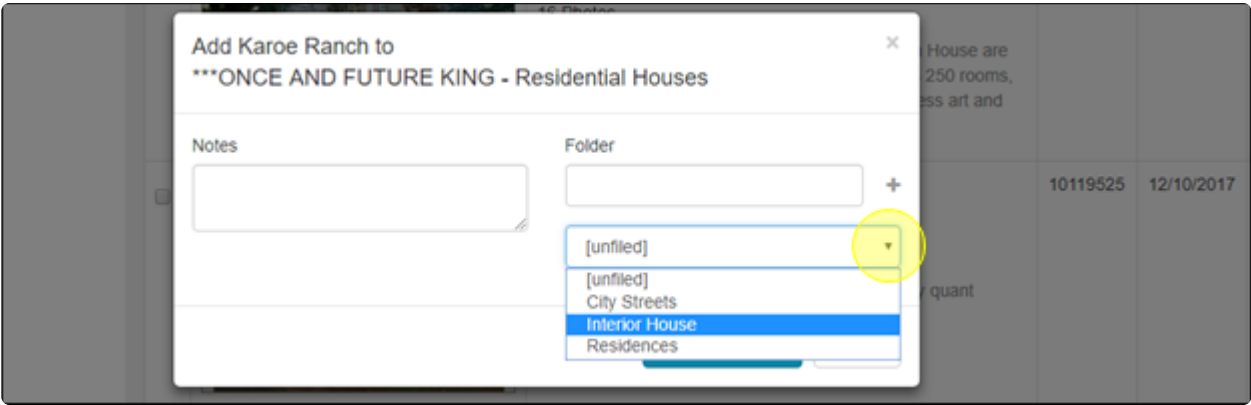 16 Photos
Add Karoe Ranch to
***ONCE AND FUTURE KING - Residential Houses
×
House are
250 rooms,
art and
Notes
Folder
+
10119525 12/10/2017
[unfiled]
[unfiled]
City Streets
quant
Interior House
Residences